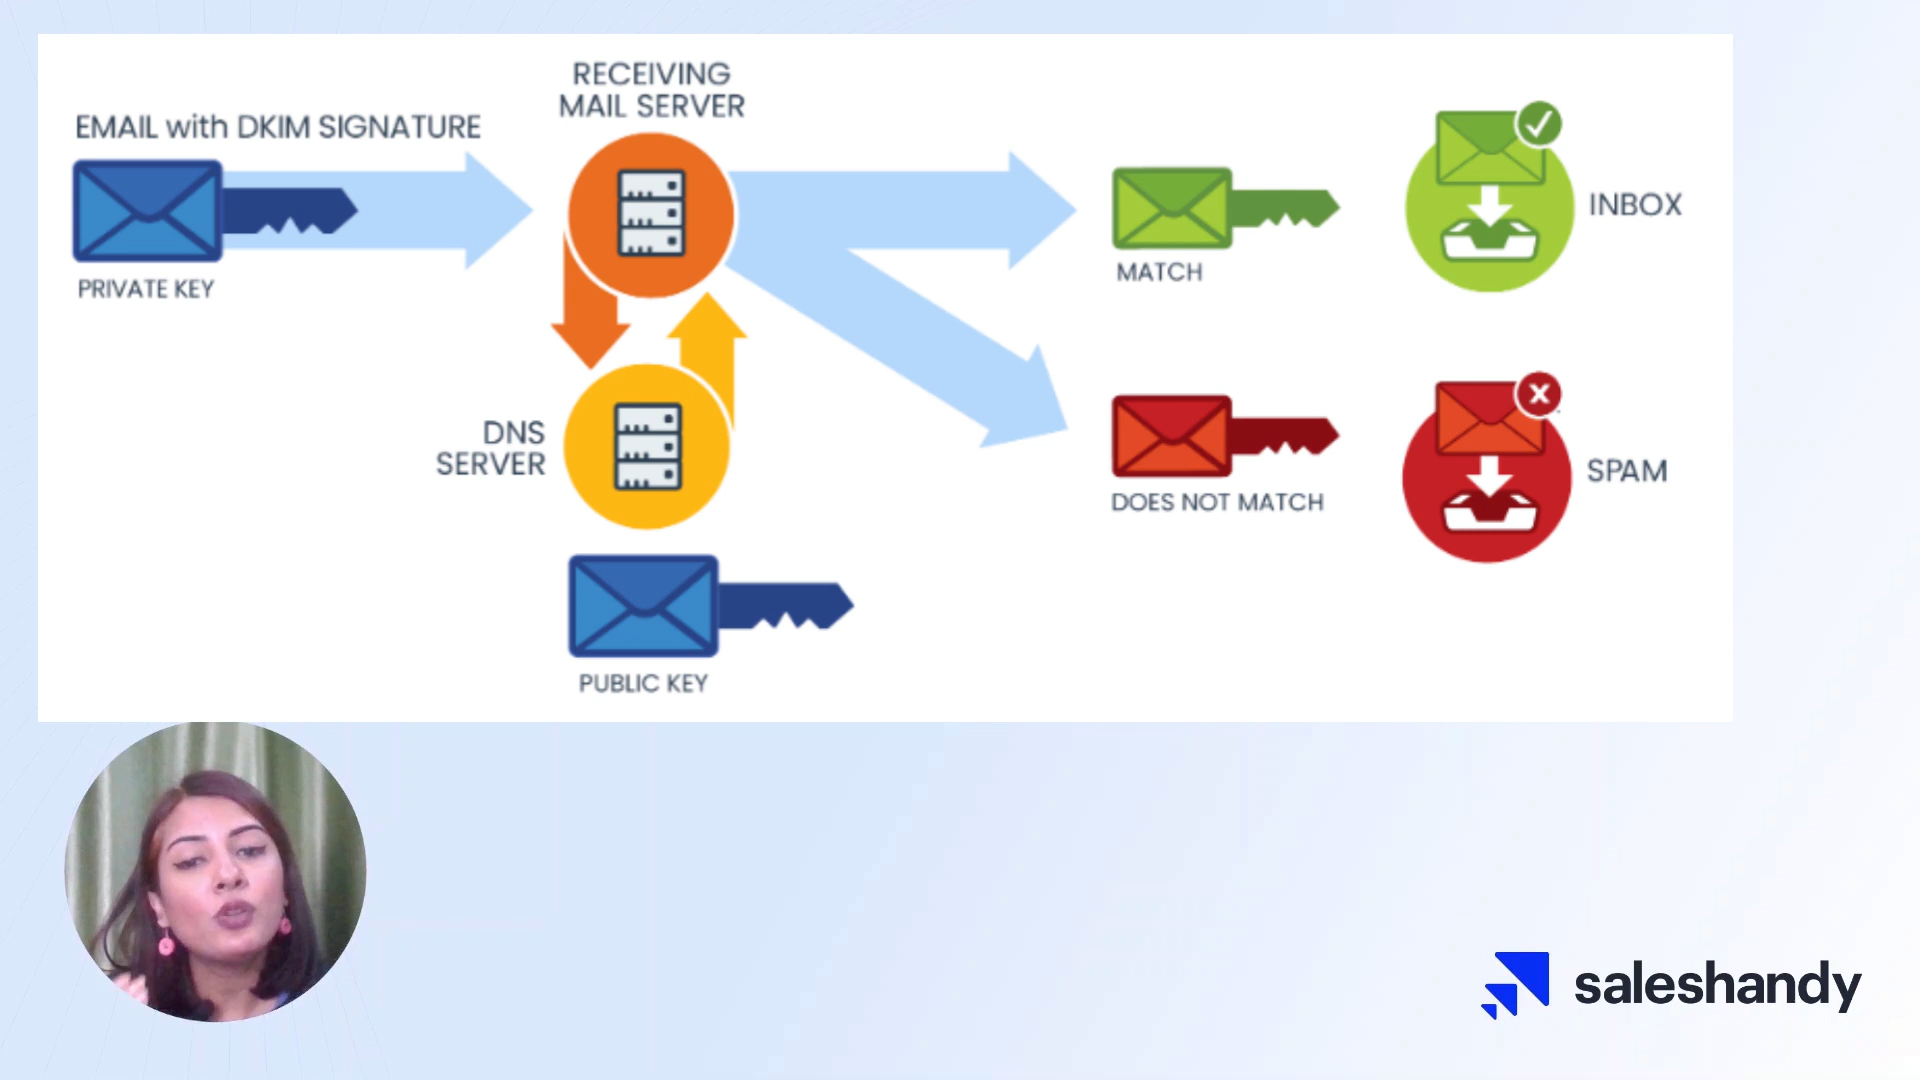 EMAIL with DKIM SIGNATURE
PRIVATE KEY
RECEIVING
MAIL SERVER
DNS
SERVER
PUBLIC KEY
MATCH
INBOX
DOES NOT MATCH
SPAM
saleshandy